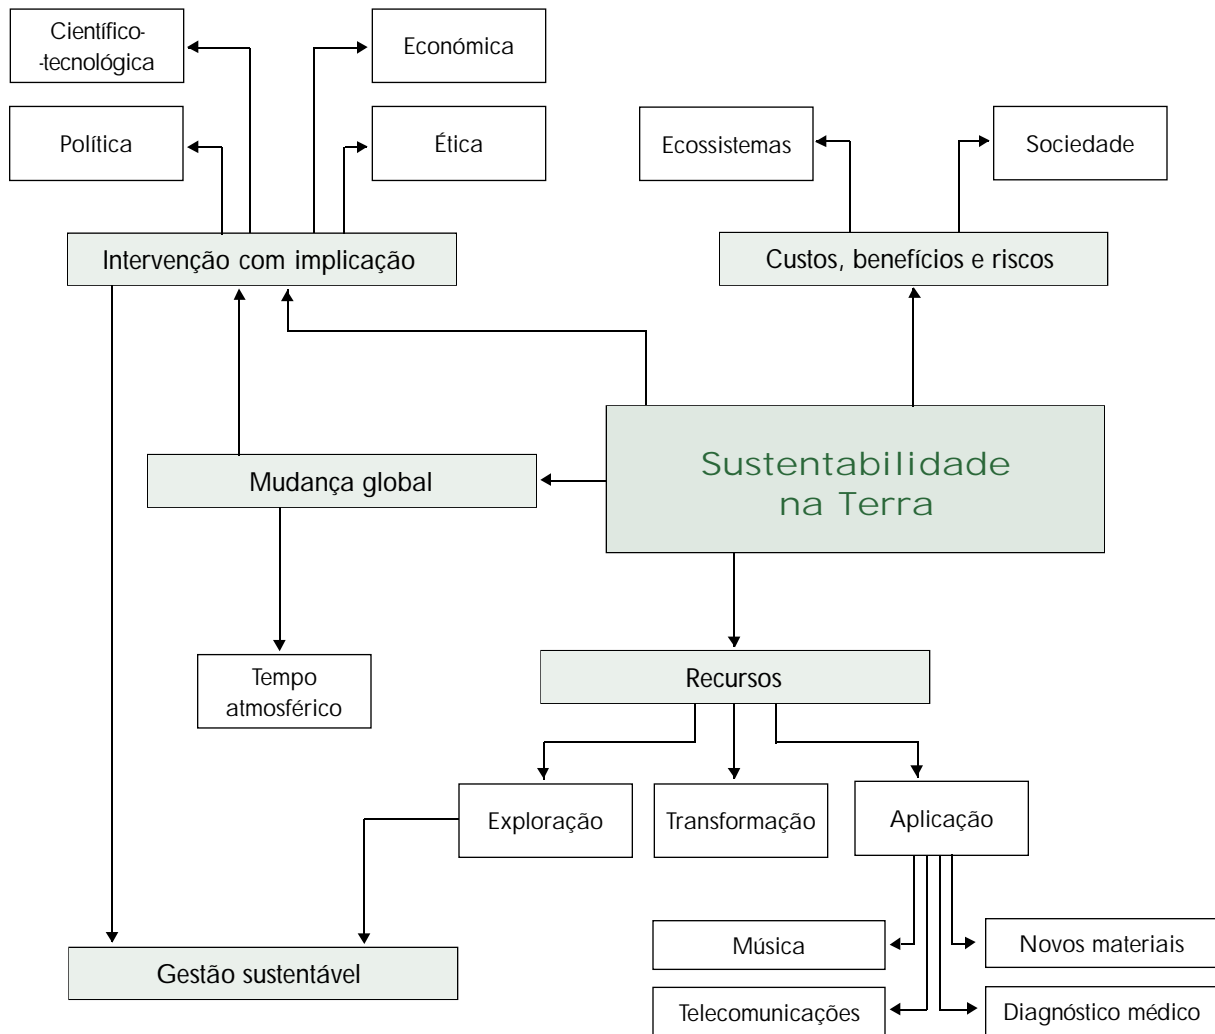 Científico-
-tecnológica
Económica
Política
Ética
Ecossistemas
Sociedade
Intervenção com implicação
Custos, benefícios e riscos
Sustentabilidade
na Terra
Mudança global
Tempo
atmosférico
Recursos
Exploração
Transformação
Aplicação
Música
Novos materiais
Gestão sustentável
Telecomunicações
Diagnóstico médico